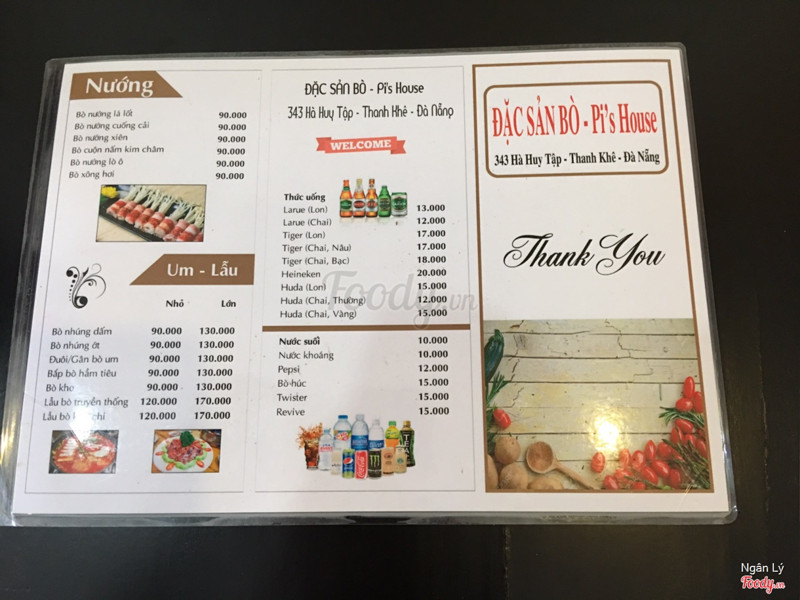 Nướng
Bò nướng lá lốt 90.000
Bò nướng cuống cải 90.000
Bò nướng xiên 90.000
Bò cuộn nấm kim châm 90.000
Bò nướng lò ô 90.000
Bò xông hơi 90.000
Um - Lẩu
Nhỏ Lớn
Bò nhúng dấm 90.000 130.000
Bò nhúng ớt 90.000 130.000
Đuôi/Gân bò um 90.000 130.000
Bắp bò hầm tiêu 90.000 130.000
Bò kho 90.000 130.000
Lẩu bò truyền thống 120.000 170.000
Lẩu bò chí 120.000 170.000
ĐẶC SẢN BÒ - Pi's House
343 Hà Huy Tập - Thanh Khê - Đà Nẵng
WELCOME
Thức uống
Larue (Lon) 13.000
Larue (Chai) 12.000
Tiger (Lon) 17.000
Tiger (Chai, Nâu) 17.000
Tiger (Chai, Bạc) 18.000
Heineken 20.000
Huda (Lon) 15.000
Huda (Chai, Thường) 12.000
Huda (Chai, Vàng) 15.000
Foody.vn
Nước suối 10.000
Nước khoáng 10.000
Pepsi 12.000
Bò húc 15.000
Twister 15.000
Revive 15.000
ĐẶC SẢN BÒ - Pi's House
343 Hà Huy Tập - Thanh Khê - Đà Nẵng
Thank You
Ngân Lý
Foody.vn